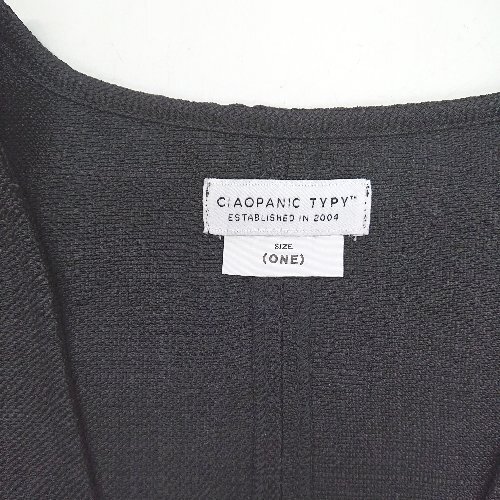 CIAOPANIC TYPY™
ESTABLISHED IN 2004
SIZE
(ONE)